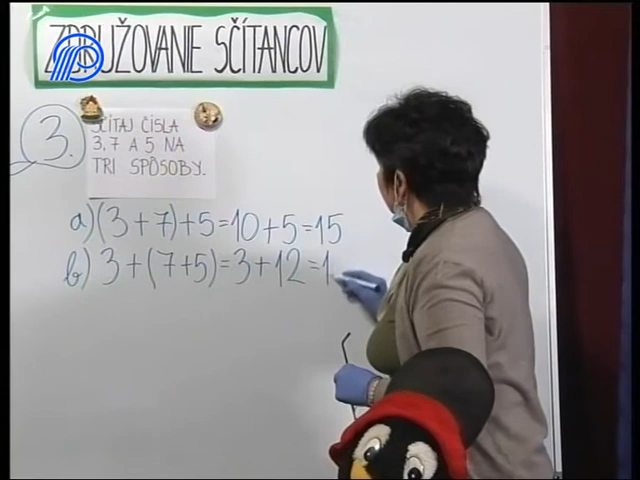 ZDRUŽOVANIE SČÍTANCOV
3.
SČÍTAJ ČÍSLA
3, 7 A 5 NA
TRI SPÔSOBY.
a) (3+7)+5=10+5=15
b) 3+(7+5)=3+12=1